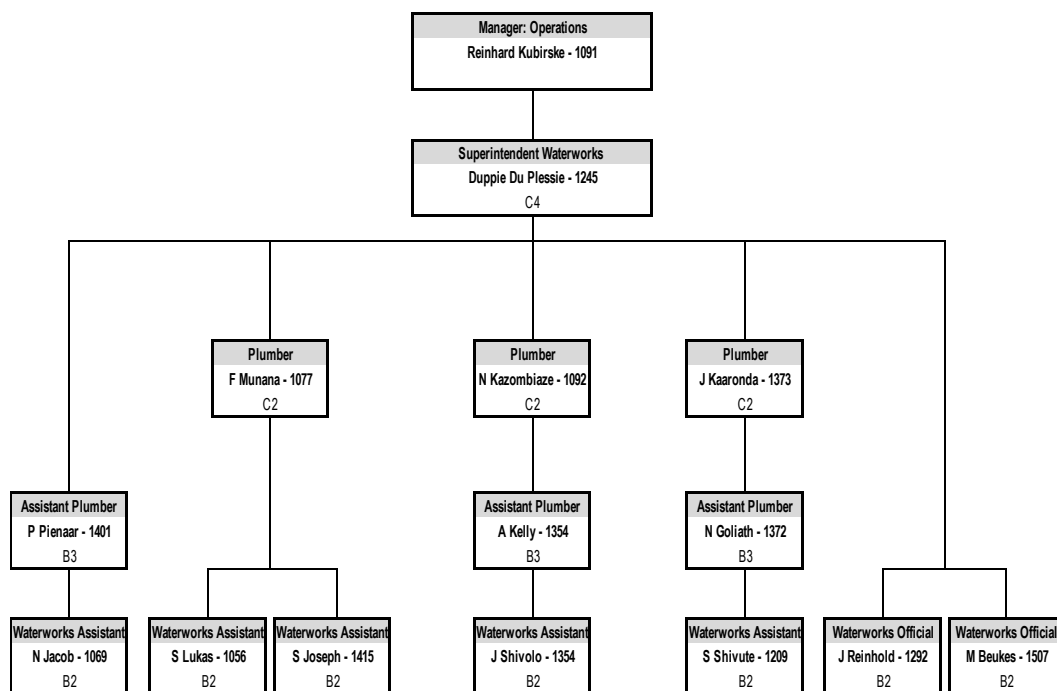 Manager: Operations
Reinhard Kubirske - 1091
Superintendent Waterworks
Duppie Du Plessie - 1245
C4
Plumber
F Munana - 1077
C2
Plumber
N Kazombiaze - 1092
C2
Plumber
J Kaaronda - 1373
C2
Assistant Plumber
P Pienaar - 1401
B3
Assistant Plumber
A Kelly - 1354
B3
Assistant Plumber
N Goliath - 1372
B3
Waterworks Assistant
N Jacob - 1069
B2
Waterworks Assistant
S Lukas - 1056
B2
Waterworks Assistant
S Joseph - 1415
B2
Waterworks Assistant
J Shivolo - 1354
B2
Waterworks Assistant
S Shivute - 1209
B2
Waterworks Official
J Reinhold - 1292
B2
Waterworks Official
M Beukes - 1507
B2